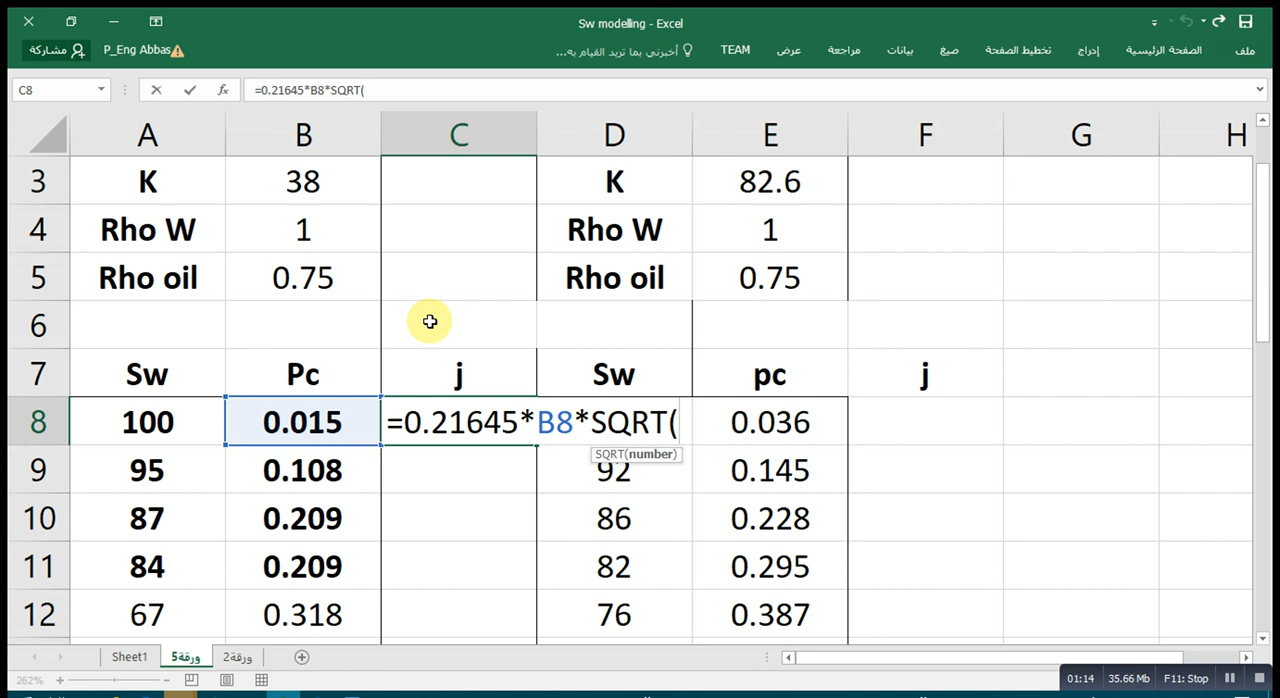 Sw modelling - Excel
ملف الصفحة الرئيسية إدراج تخطيط الصفحة صيغ بيانات مراجعة عرض TEAM أخبرني بما تريد القيام به... P_Eng Abbas مشاركة
C8 fx =0.21645*B8*SQRT(
A B C D E F G H
3 K 38 K 82.6
4 Rho W 1 Rho W 1
5 Rho oil 0.75 Rho oil 0.75
6
7 Sw Pc j Sw pc j
8 100 0.015 =0.21645*B8*SQRT( 0.036
SQRT(number)
9 95 0.108 92 0.145
10 87 0.209 86 0.228
11 84 0.209 82 0.295
12 67 0.318 76 0.387
Sheet1 ورقة5 ورقة2
262% 01:14 35.66 Mb F11: Stop